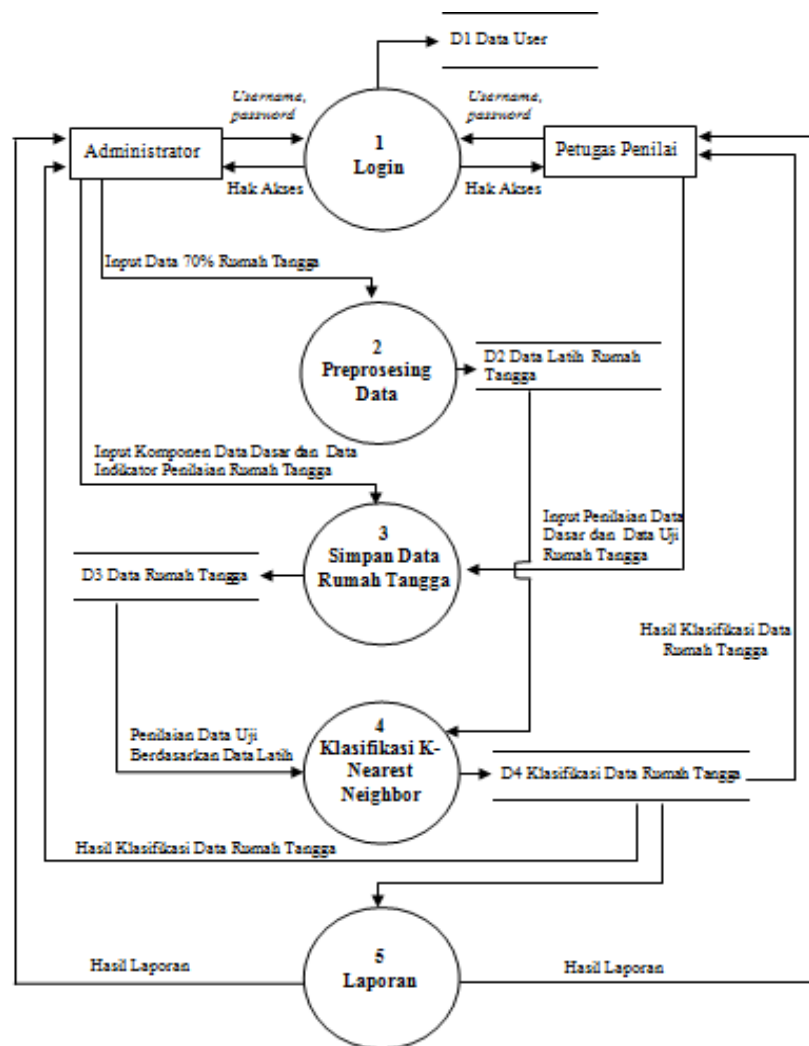 D1 Data User
Username,
password
Username,
password
1
Login
Administrator
Petugas Penilai
Hak Akses
Hak Akses
Input Data 70% Rumah Tangga
2
Preprosesing
Data
D2 Data Latih Rumah
Tangga
Input Komponen Data Dasar dan Data
Indikator Penilaian Rumah Tangga
3
Simpan Data
Rumah Tangga
Input Penilaian Data
Dasar dan Data Uji
Rumah Tangga
D3 Data Rumah Tangga
Hasil Klasifikasi Data
Rumah Tangga
Penilaian Data Uji
Berdasarkan Data Latih
4
Klasifikasi K-
Nearest
Neighbor
D4 Klasifikasi Data Rumah Tangga
Hasil Klasifikasi Data Rumah Tangga
5
Laporan
Hasil Laporan
Hasil Laporan